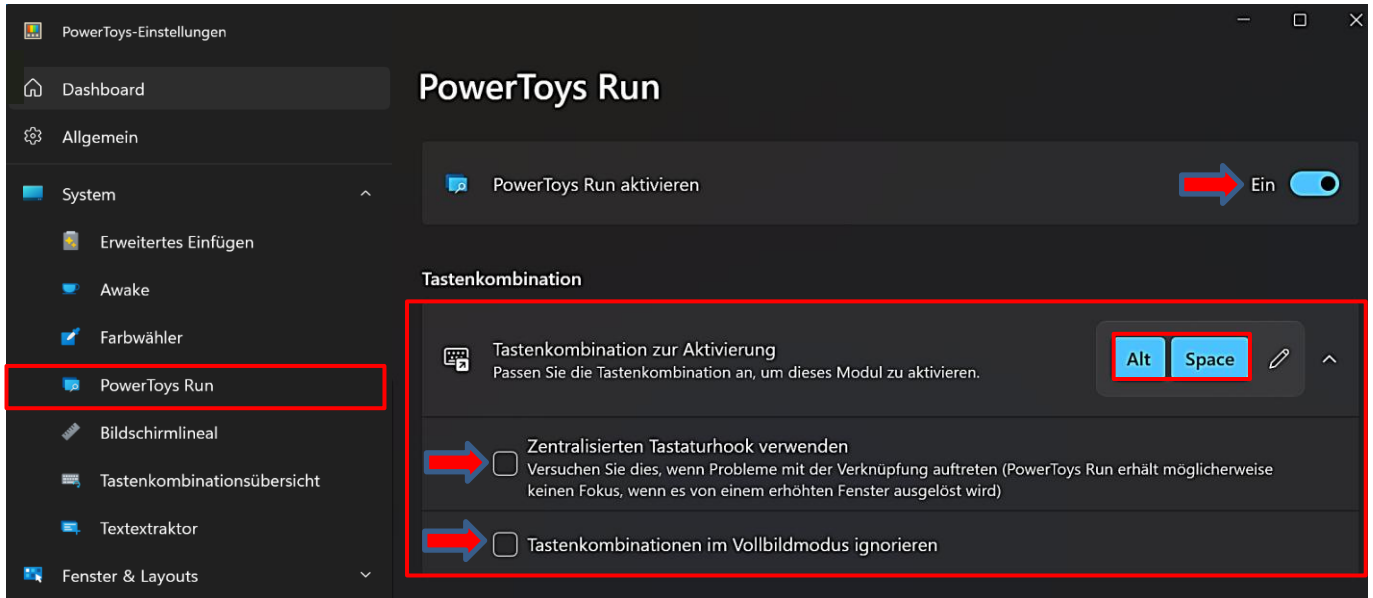 PowerToys-Einstellungen
Dashboard
Allgemein
System
Erweitertes Einfügen
Awake
Farbwähler
PowerToys Run
Bildschirmlineal
Tastenkombinationsübersicht
Textextraktor
Fenster & Layouts
PowerToys Run
PowerToys Run aktivieren
Ein
Tastenkombination
Tastenkombination zur Aktivierung
Passen Sie die Tastenkombination an, um dieses Modul zu aktivieren.
Alt Space
Zentralisierten Tastaturhook verwenden
Versuchen Sie dies, wenn Probleme mit der Verknüpfung auftreten (PowerToys Run erhält möglicherweise
keinen Fokus, wenn es von einem erhöhten Fenster ausgelöst wird)
Tastenkombinationen im Vollbildmodus ignorieren